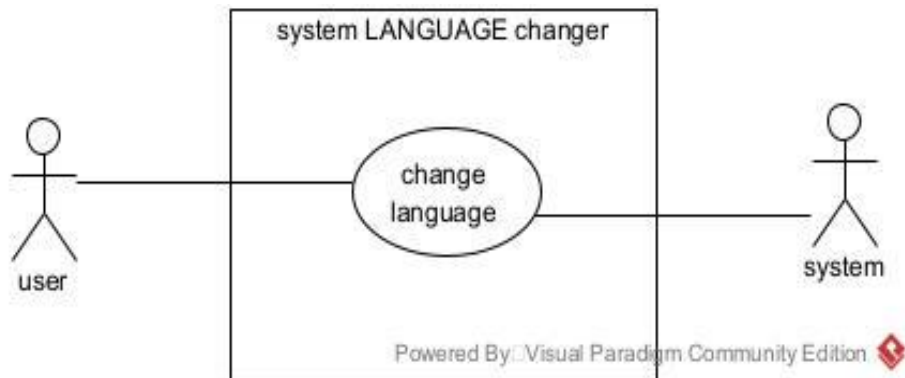 system LANGUAGE changer
change
language
user
system
Powered By Visual Paradigm Community Edition